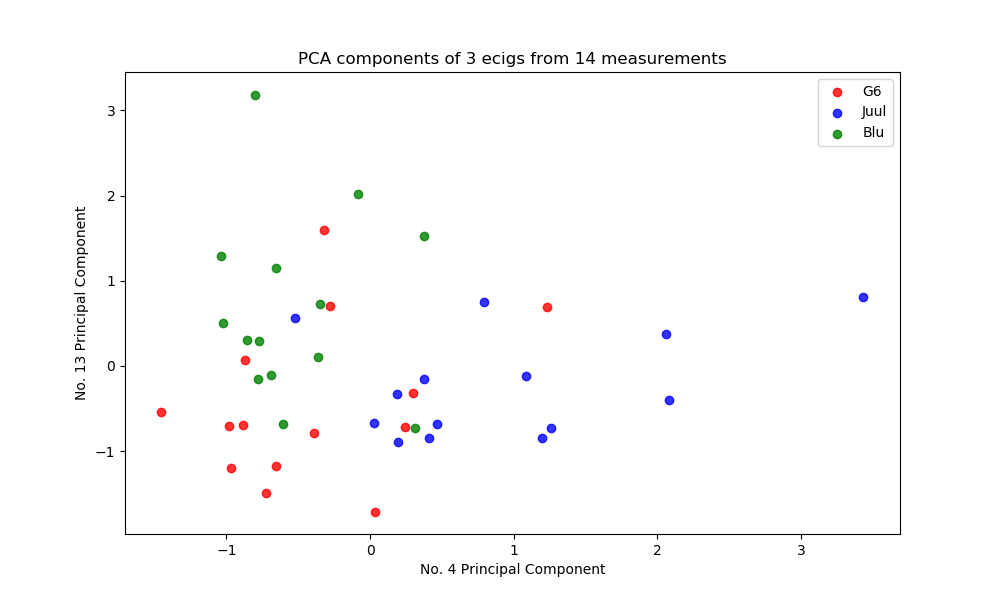 PCA components of 3 ecigs from 14 measurements
G6
Juul
Blu
3
2
1
0
−1
No. 13 Principal Component
−1
0
1
2
3
No. 4 Principal Component